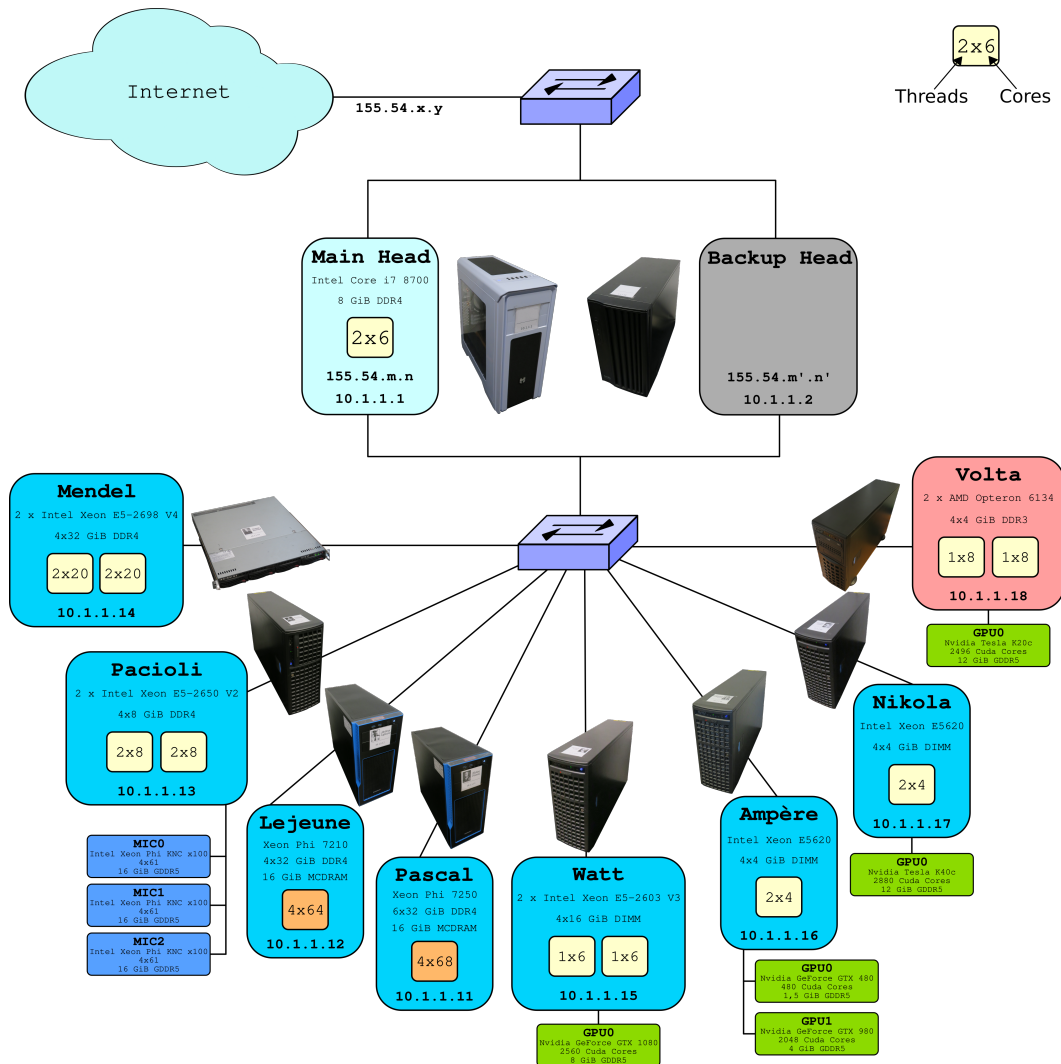 Internet
155.54.x.y
2x6
Threads
Cores
Main Head
Intel Core i7 8700
8 GiB DDR4
2x6
155.54.m.n
10.1.1.1
Backup Head
155.54.m'.n'
10.1.1.2
Mendel
2 x Intel Xeon E5-2698 V4
4x32 GiB DDR4
2x20 2x20
10.1.1.14
Volta
2 x AMD Opteron 6134
4x4 GiB DDR3
1x8 1x8
10.1.1.18
GPU0
Nvidia Tesla K20c
2496 Cuda Cores
12 GiB GDDR5
Pacioli
2 x Intel Xeon E5-2650 V2
4x8 GiB DDR4
2x8 2x8
10.1.1.13
MIC0
Intel Xeon Phi KNC x100
4x61
16 GiB GDDR5
MIC1
Intel Xeon Phi KNC x100
4x61
16 GiB GDDR5
MIC2
Intel Xeon Phi KNC x100
4x61
16 GiB GDDR5
Lejeune
Xeon Phi 7210
4x32 GiB DDR4
16 GiB MCDRAM
4x64
10.1.1.12
Pascal
Xeon Phi 7250
6x32 GiB DDR4
16 GiB MCDRAM
4x68
10.1.1.11
Watt
2 x Intel Xeon E5-2603 V3
4x16 GiB DIMM
1x6 1x6
10.1.1.15
GPU0
Nvidia GeForce GTX 1080
2560 Cuda Cores
8 GiB GDDR5
Ampère
Intel Xeon E5620
4x4 GiB DIMM
2x4
10.1.1.16
GPU0
Nvidia GeForce GTX 480
480 Cuda Cores
1,5 GiB GDDR5
GPU1
Nvidia GeForce GTX 980
2048 Cuda Cores
4 GiB GDDR5
Nikola
Intel Xeon E5620
4x4 GiB DIMM
2x4
10.1.1.17
GPU0
Nvidia Tesla K40c
2880 Cuda Cores
12 GiB GDDR5